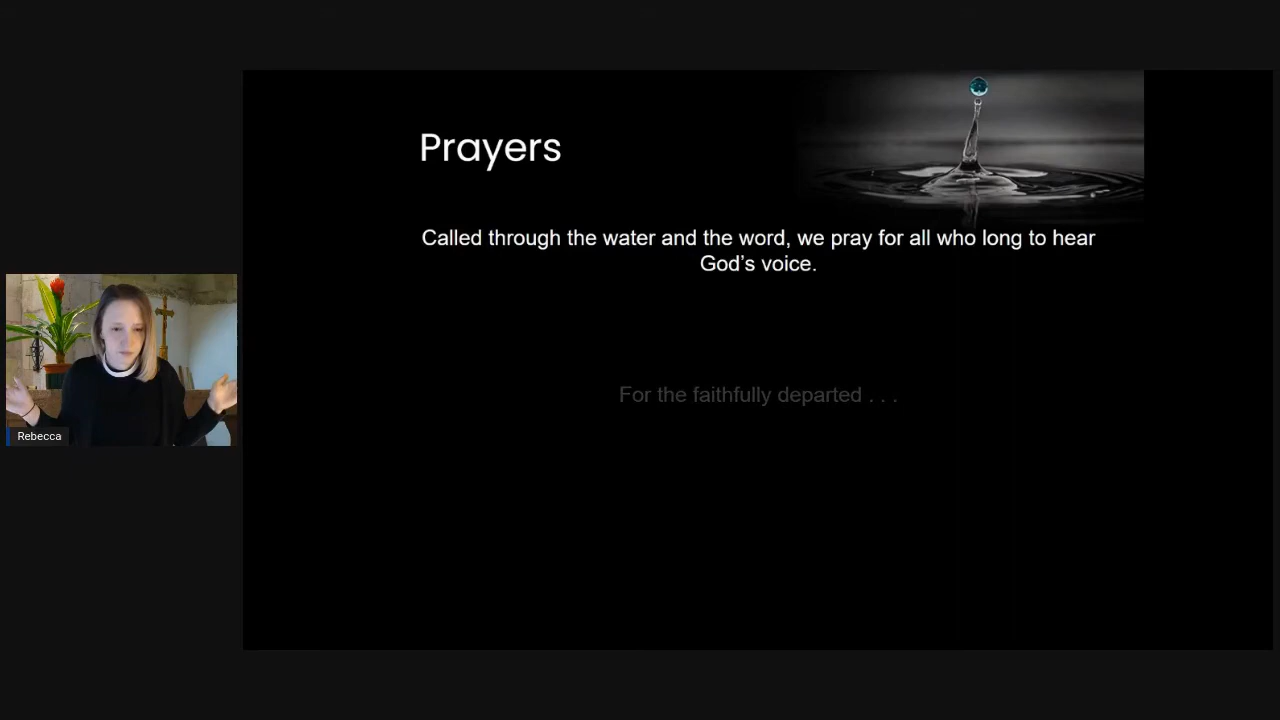 Prayers
Called through the water and the word, we pray for all who long to hear
God’s voice.
For the faithfully departed . . .
Rebecca